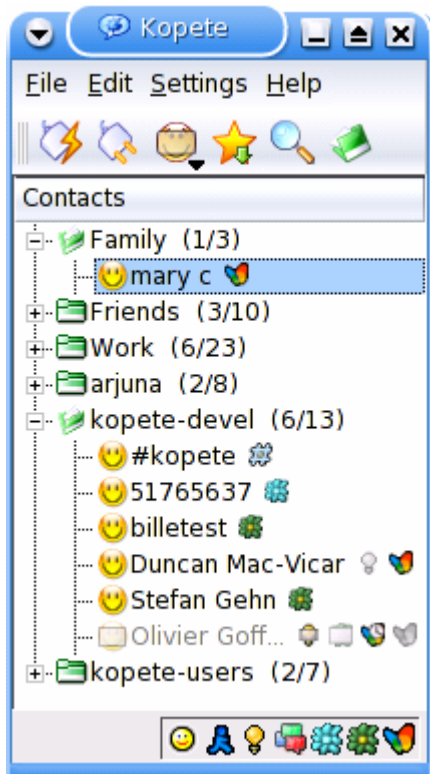 Kopete
File Edit Settings Help
Contacts
Family (1/3)
mary c
Friends (3/10)
Work (6/23)
arjuna (2/8)
kopete-devel (6/13)
#kopete
51765637
billetest
Duncan Mac-Vicar
Stefan Gehn
Olivier Goff...
kopete-users (2/7)